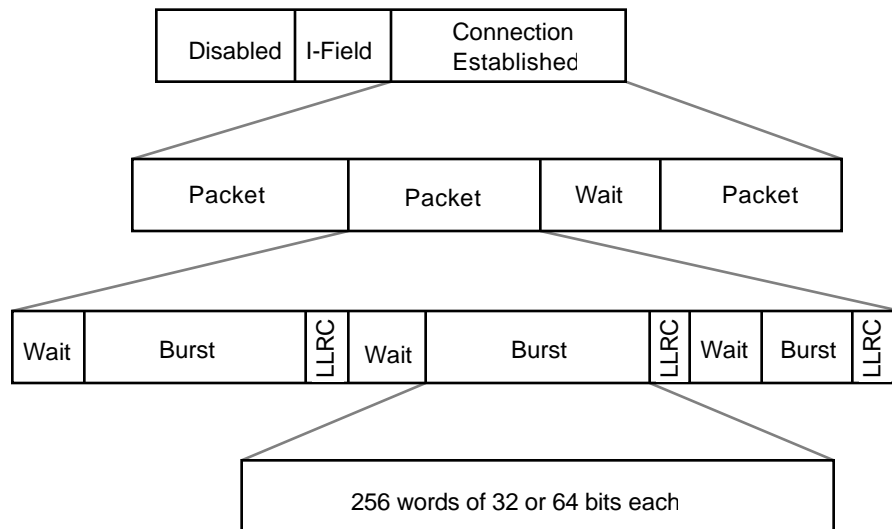 Disabled
I-Field
Connection
Established
Packet
Packet
Wait
Packet
Wait
Burst
LLRC
Wait
Burst
LLRC
Wait
Burst
LLRC
256 words of 32 or 64 bits each